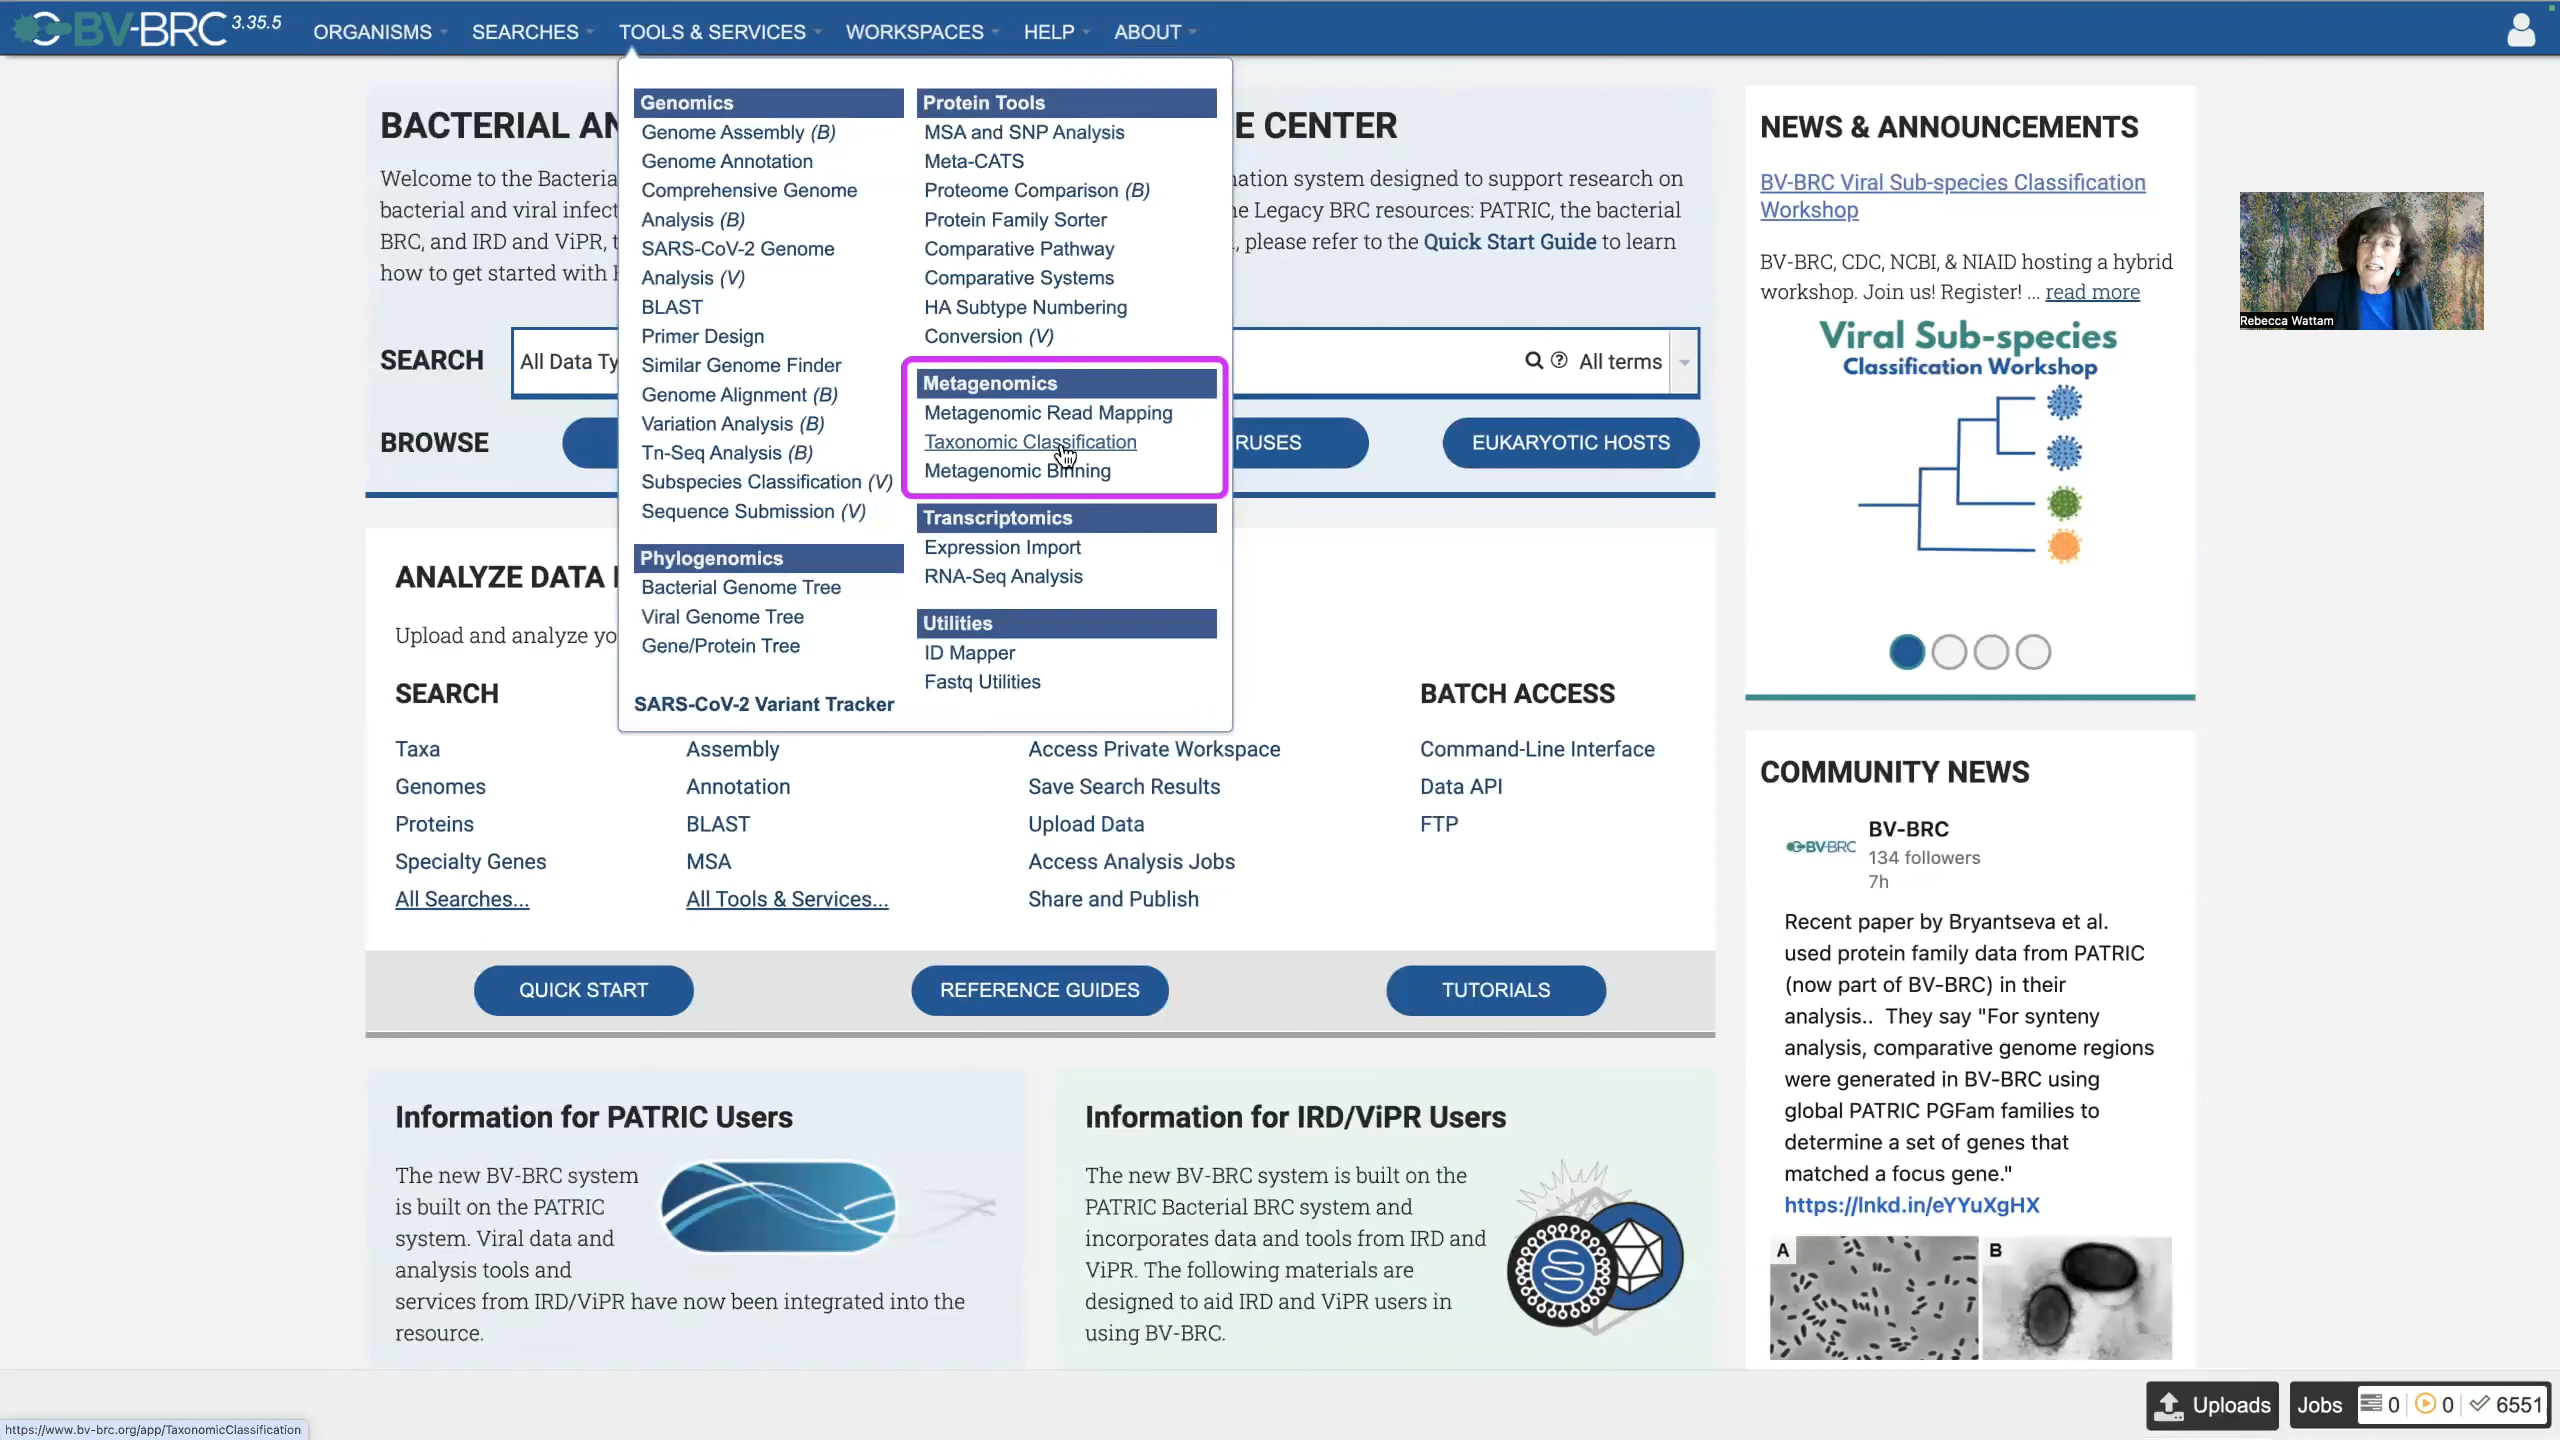 BV-BRC 3.35.5
ORGANISMS SEARCHES TOOLS & SERVICES WORKSPACES HELP ABOUT
Genomics
Genome Assembly (B)
Genome Annotation
Comprehensive Genome
Analysis (B)
SARS-CoV-2 Genome
Analysis (V)
BLAST
Primer Design
Similar Genome Finder
Genome Alignment (B)
Variation Analysis (B)
Tn-Seq Analysis (B)
Subspecies Classification (V)
Sequence Submission (V)
Phylogenomics
Bacterial Genome Tree
Viral Genome Tree
Gene/Protein Tree
SARS-CoV-2 Variant Tracker
Protein Tools
MSA and SNP Analysis
Meta-CATS
Proteome Comparison (B)
Protein Family Sorter
Comparative Pathway
Comparative Systems
HA Subtype Numbering
Conversion (V)
Metagenomics
Metagenomic Read Mapping
Taxonomic Classification
Metagenomic Binning
Transcriptomics
Expression Import
RNA-Seq Analysis
Utilities
ID Mapper
Fastq Utilities
BACTERIAL AN E CENTER
Welcome to the Bacteria ation system designed to support research on
bacterial and viral infect e Legacy BRC resources: PATRIC, the bacterial
BRC, and IRD and ViPR, t , please refer to the Quick Start Guide to learn
how to get started with
SEARCH All Data Ty All terms
BROWSE RUSES EUKARYOTIC HOSTS
ANALYZE DATA
Upload and analyze yo
SEARCH
Taxa
Genomes
Proteins
Specialty Genes
All Searches...
Assembly
Annotation
BLAST
MSA
All Tools & Services...
Access Private Workspace
Save Search Results
Upload Data
Access Analysis Jobs
Share and Publish
BATCH ACCESS
Command-Line Interface
Data API
FTP
QUICK START REFERENCE GUIDES TUTORIALS
Information for PATRIC Users
The new BV-BRC system
is built on the PATRIC
system. Viral data and
analysis tools and
services from IRD/ViPR have now been integrated into the
resource.
Information for IRD/ViPR Users
The new BV-BRC system is built on the
PATRIC Bacterial BRC system and
incorporates data and tools from IRD and
ViPR. The following materials are
designed to aid IRD and ViPR users in
using BV-BRC.
NEWS & ANNOUNCEMENTS
BV-BRC Viral Sub-species Classification
Workshop
BV-BRC, CDC, NCBI, & NIAID hosting a hybrid
workshop. Join us! Register! ... read more
Viral Sub-species
Classification Workshop
COMMUNITY NEWS
BV-BRC
BV-BRC
134 followers
7h
Recent paper by Bryantseva et al.
used protein family data from PATRIC
(now part of BV-BRC) in their
analysis.. They say "For synteny
analysis, comparative genome regions
were generated in BV-BRC using
global PATRIC PGFam families to
determine a set of genes that
matched a focus gene."
https://lnkd.in/eYYuXgHX
A B
Rebecca Wattam
Uploads Jobs 0 0 6551
https://www.bv-brc.org/app/TaxonomicClassification